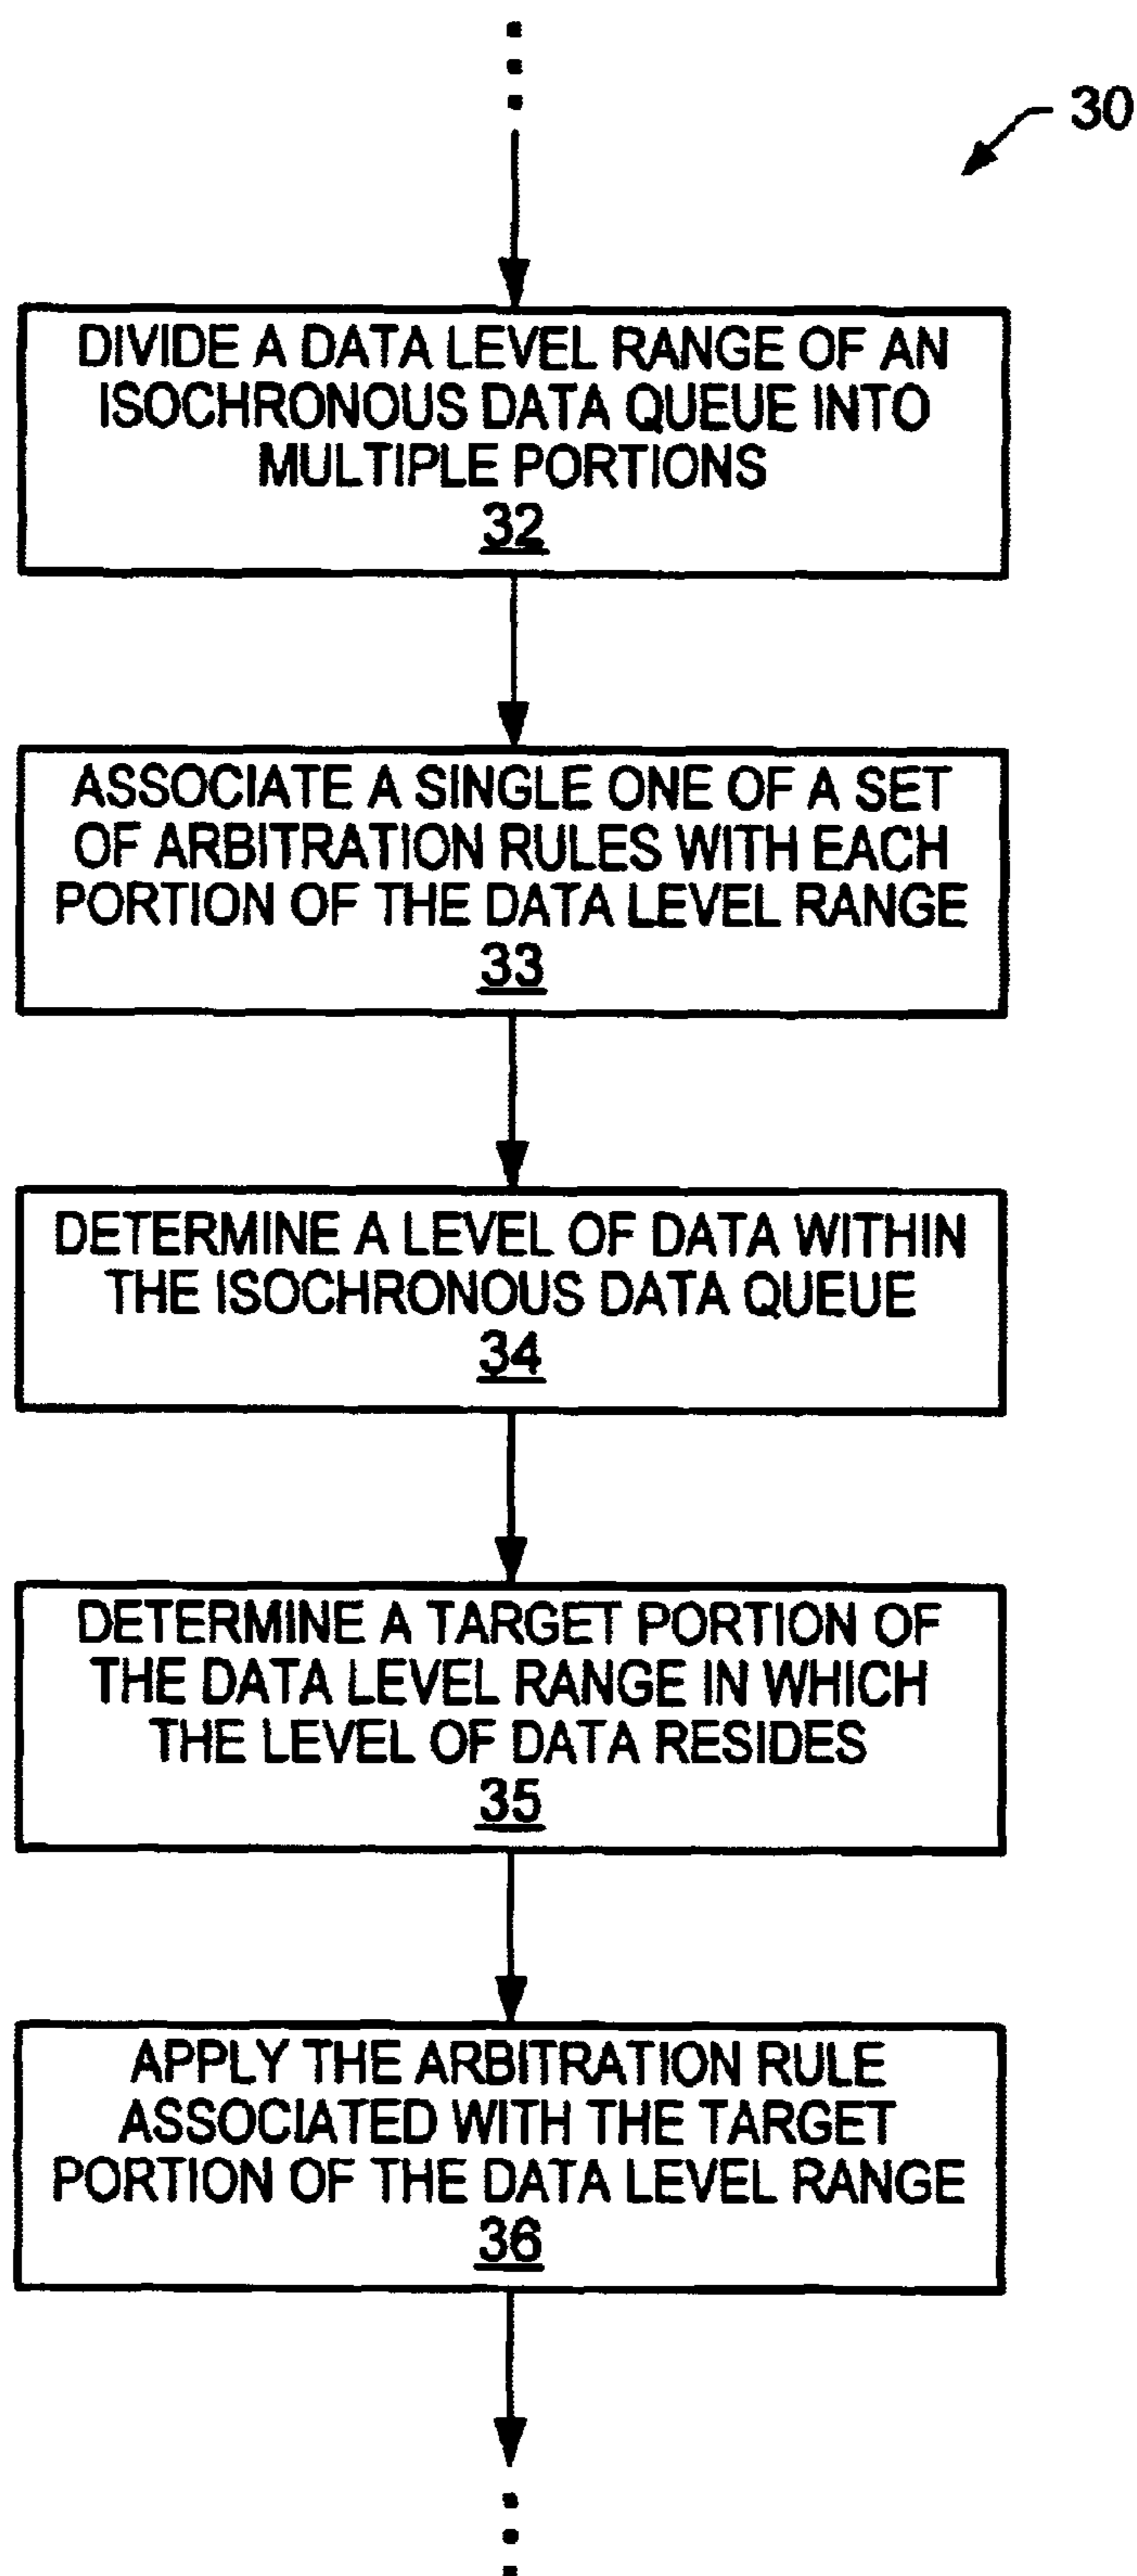 30
DIVIDE A DATA LEVEL RANGE OF AN
ISOCHRONOUS DATA QUEUE INTO
MULTIPLE PORTIONS
32
ASSOCIATE A SINGLE ONE OF A SET
OF ARBITRATION RULES WITH EACH
PORTION OF THE DATA LEVEL RANGE
33
DETERMINE A LEVEL OF DATA WITHIN
THE ISOCHRONOUS DATA QUEUE
34
DETERMINE A TARGET PORTION OF
THE DATA LEVEL RANGE IN WHICH
THE LEVEL OF DATA RESIDES
35
APPLY THE ARBITRATION RULE
ASSOCIATED WITH THE TARGET
PORTION OF THE DATA LEVEL RANGE
36